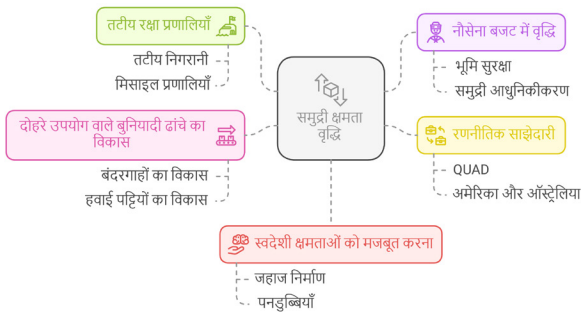 तटीय रक्षा प्रणालियाँ
तटीय निगरानी
मिसाइल प्रणालियाँ
दोहरे उपयोग वाले बुनियादी ढांचे का
विकास
बंदरगाहों का विकास
हवाई पट्टियों का विकास
समुद्री क्षमता
वृद्धि
नौसेना बजट में वृद्धि
भूमि सुरक्षा
समुद्री आधुनिकीकरण
रणनीतिक साझेदारी
QUAD
अमेरिका और ऑस्ट्रेलिया
स्वदेशी क्षमताओं को मजबूत करना
जहाज निर्माण
पनडुब्बियाँ